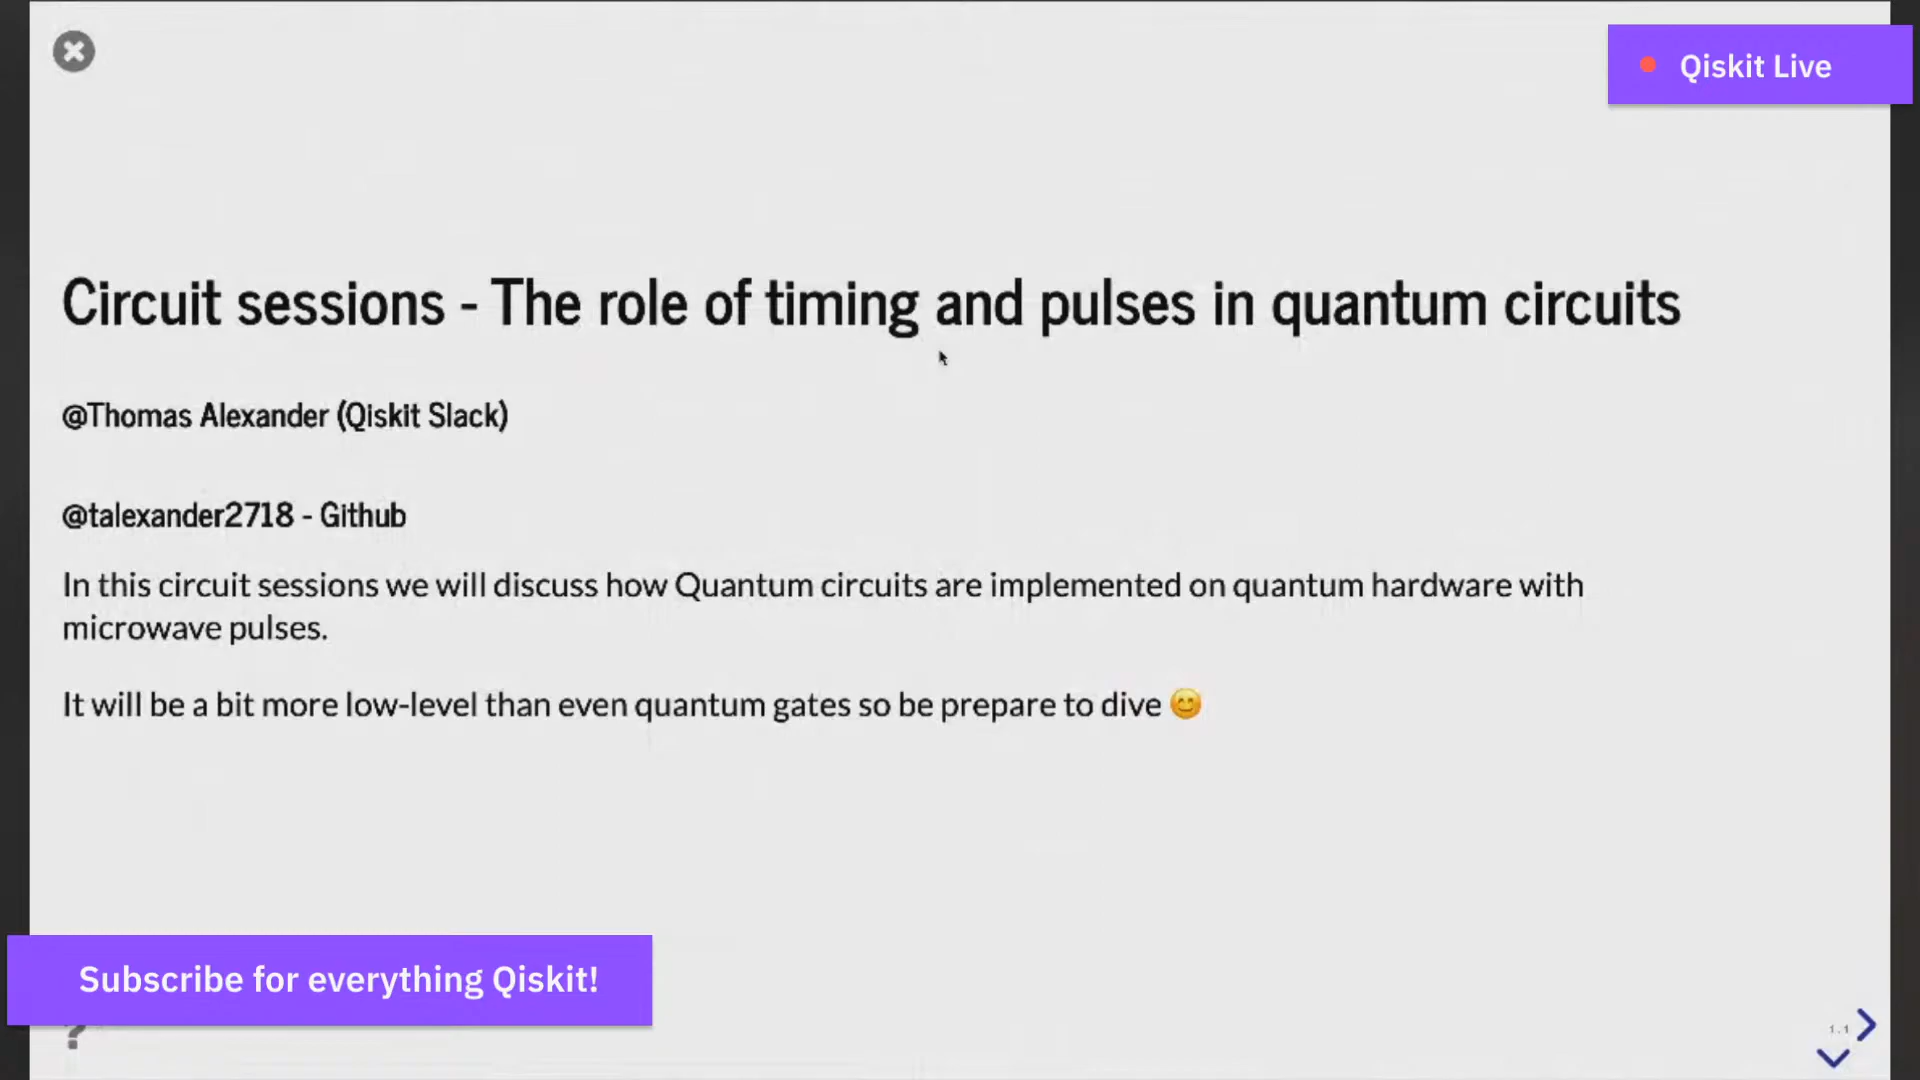 Qiskit Live
Circuit sessions - The role of timing and pulses in quantum circuits
@Thomas Alexander (Qiskit Slack)
@talexander2718 - Github
In this circuit sessions we will discuss how Quantum circuits are implemented on quantum hardware with
microwave pulses.
It will be a bit more low-level than even quantum gates so be prepare to dive 😊
Subscribe for everything Qiskit!
?
1.1